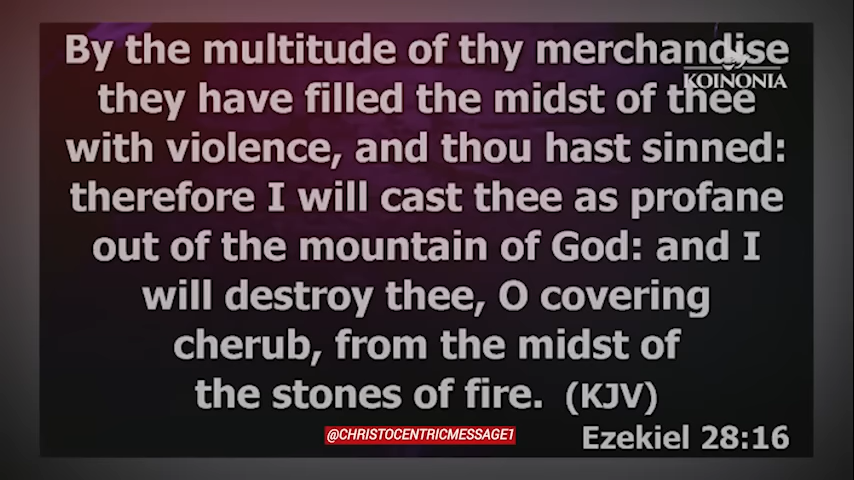 By the multitude of thy merchandise
KOINONIA
they have filled the midst of thee
with violence, and thou hast sinned:
therefore I will cast thee as profane
out of the mountain of God: and I
will destroy thee, O covering
cherub, from the midst of
the stones of fire. (KJV)
@CHRISTOCENTRICMESSAGE1
Ezekiel 28:16